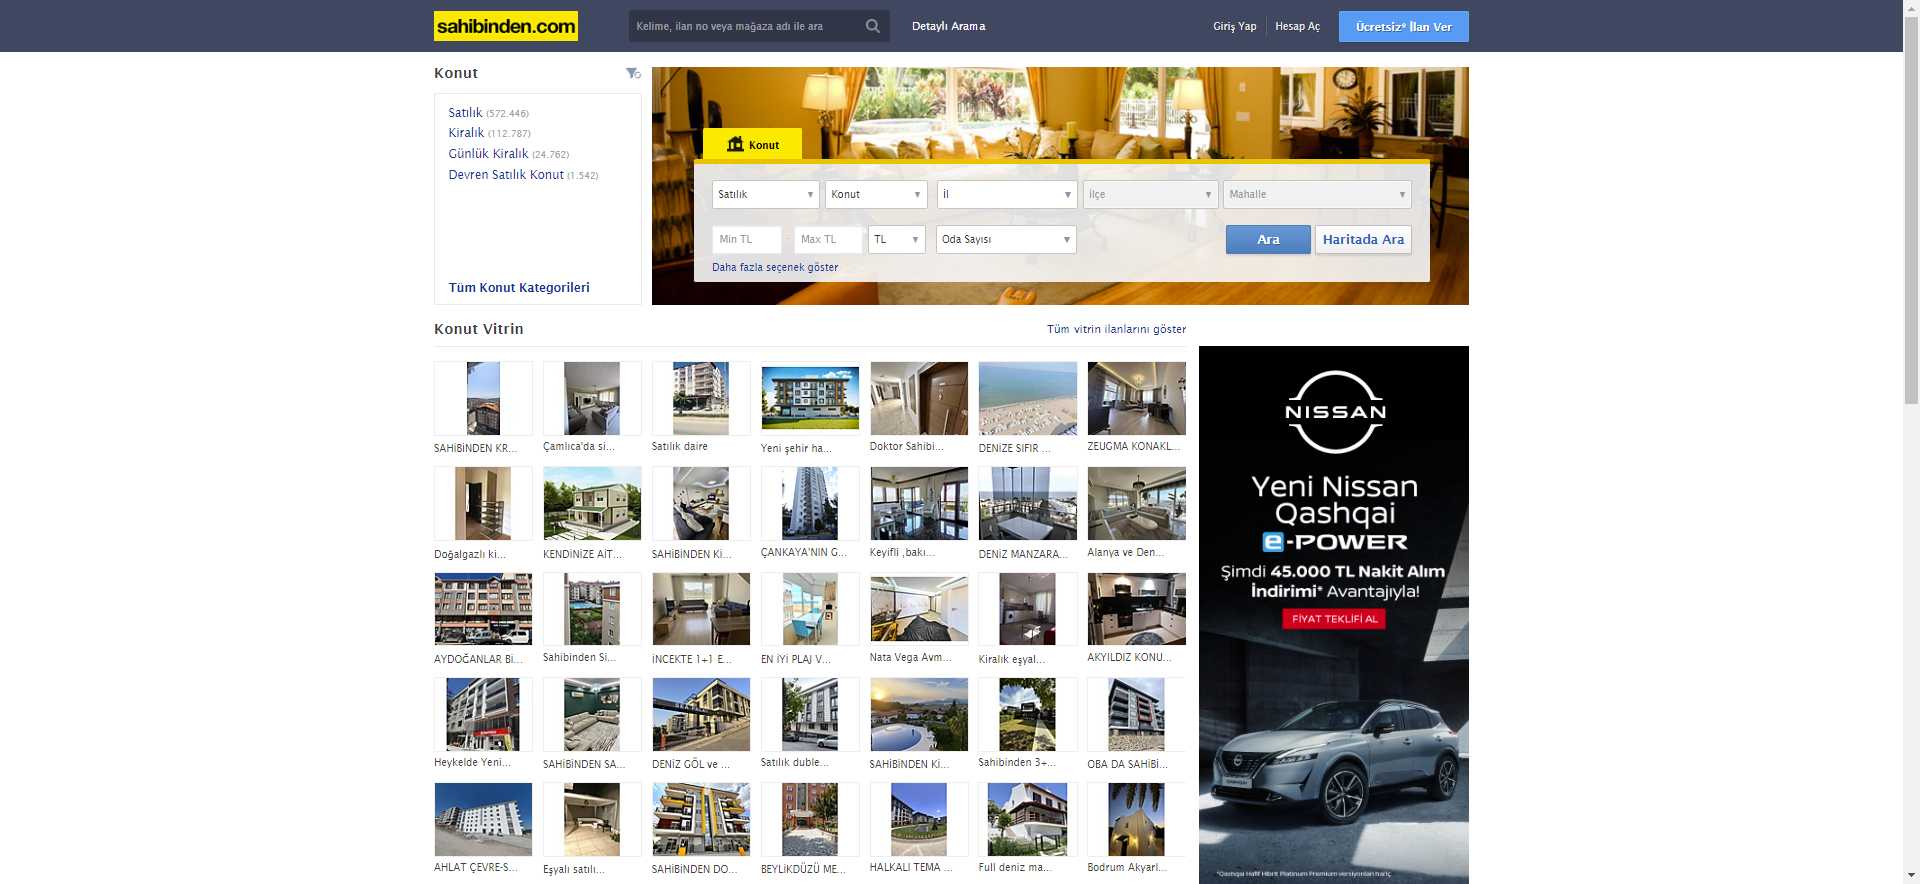 sahibinden.com
Kelime, ilan no veya mağaza adı ile ara
Detaylı Arama
Giriş Yap
Hesap Aç
Ücretsiz* İlan Ver
Konut
Satılık (572.446)
Kiralık (112.787)
Günlük Kiralık (24.762)
Devren Satılık Konut (1.542)
Tüm Konut Kategorileri
Konut
Satılık
Konut
İl
İlçe
Mahalle
Min TL
-
Max TL
TL
Oda Sayısı
Ara
Haritada Ara
Daha fazla seçenek göster
Konut Vitrin
Tüm vitrin ilanlarını göster
SAHİBİNDEN KR...
Çamlıca'da si...
Satılık daire
Yeni şehir ha...
Doktor Sahibi...
DENİZE SIFIR ...
ZEUGMA KONAKL...
Doğalgazlı ki...
KENDİNİZE AİT...
SAHİBİNDEN Kİ...
ÇANKAYA'NIN G...
Keyifli ,bakı...
DENİZ MANZARA...
Alanya ve Den...
AYDOĞANLAR Bİ...
Sahibinden Si...
İNCEKTE 1+1 E...
EN İYİ PLAJ V...
Nata Vega Avm...
Kiralık eşyal...
AKYILDIZ KONU...
Heykelde Yeni...
SAHİBİNDEN SA...
DENİZ GÖL ve ...
Satılık duble...
SAHİBİNDEN Kİ...
Sahibinden 3+...
OBA DA SAHİBİ...
AHLAT ÇEVRE-S...
Eşyalı satılı...
SAHİBİNDEN DO...
BEYLİKDÜZÜ ME...
HALKALI TEMA ...
Full deniz ma...
Bodrum Akyarl...
NISSAN
Yeni Nissan
Qashqai
e-POWER
Şimdi 45.000 TL Nakit Alım
İndirimi* Avantajıyla!
FİYAT TEKLİFİ AL
*Qashqai Hafif Hibrit Platinum Premium versiyonları hariç